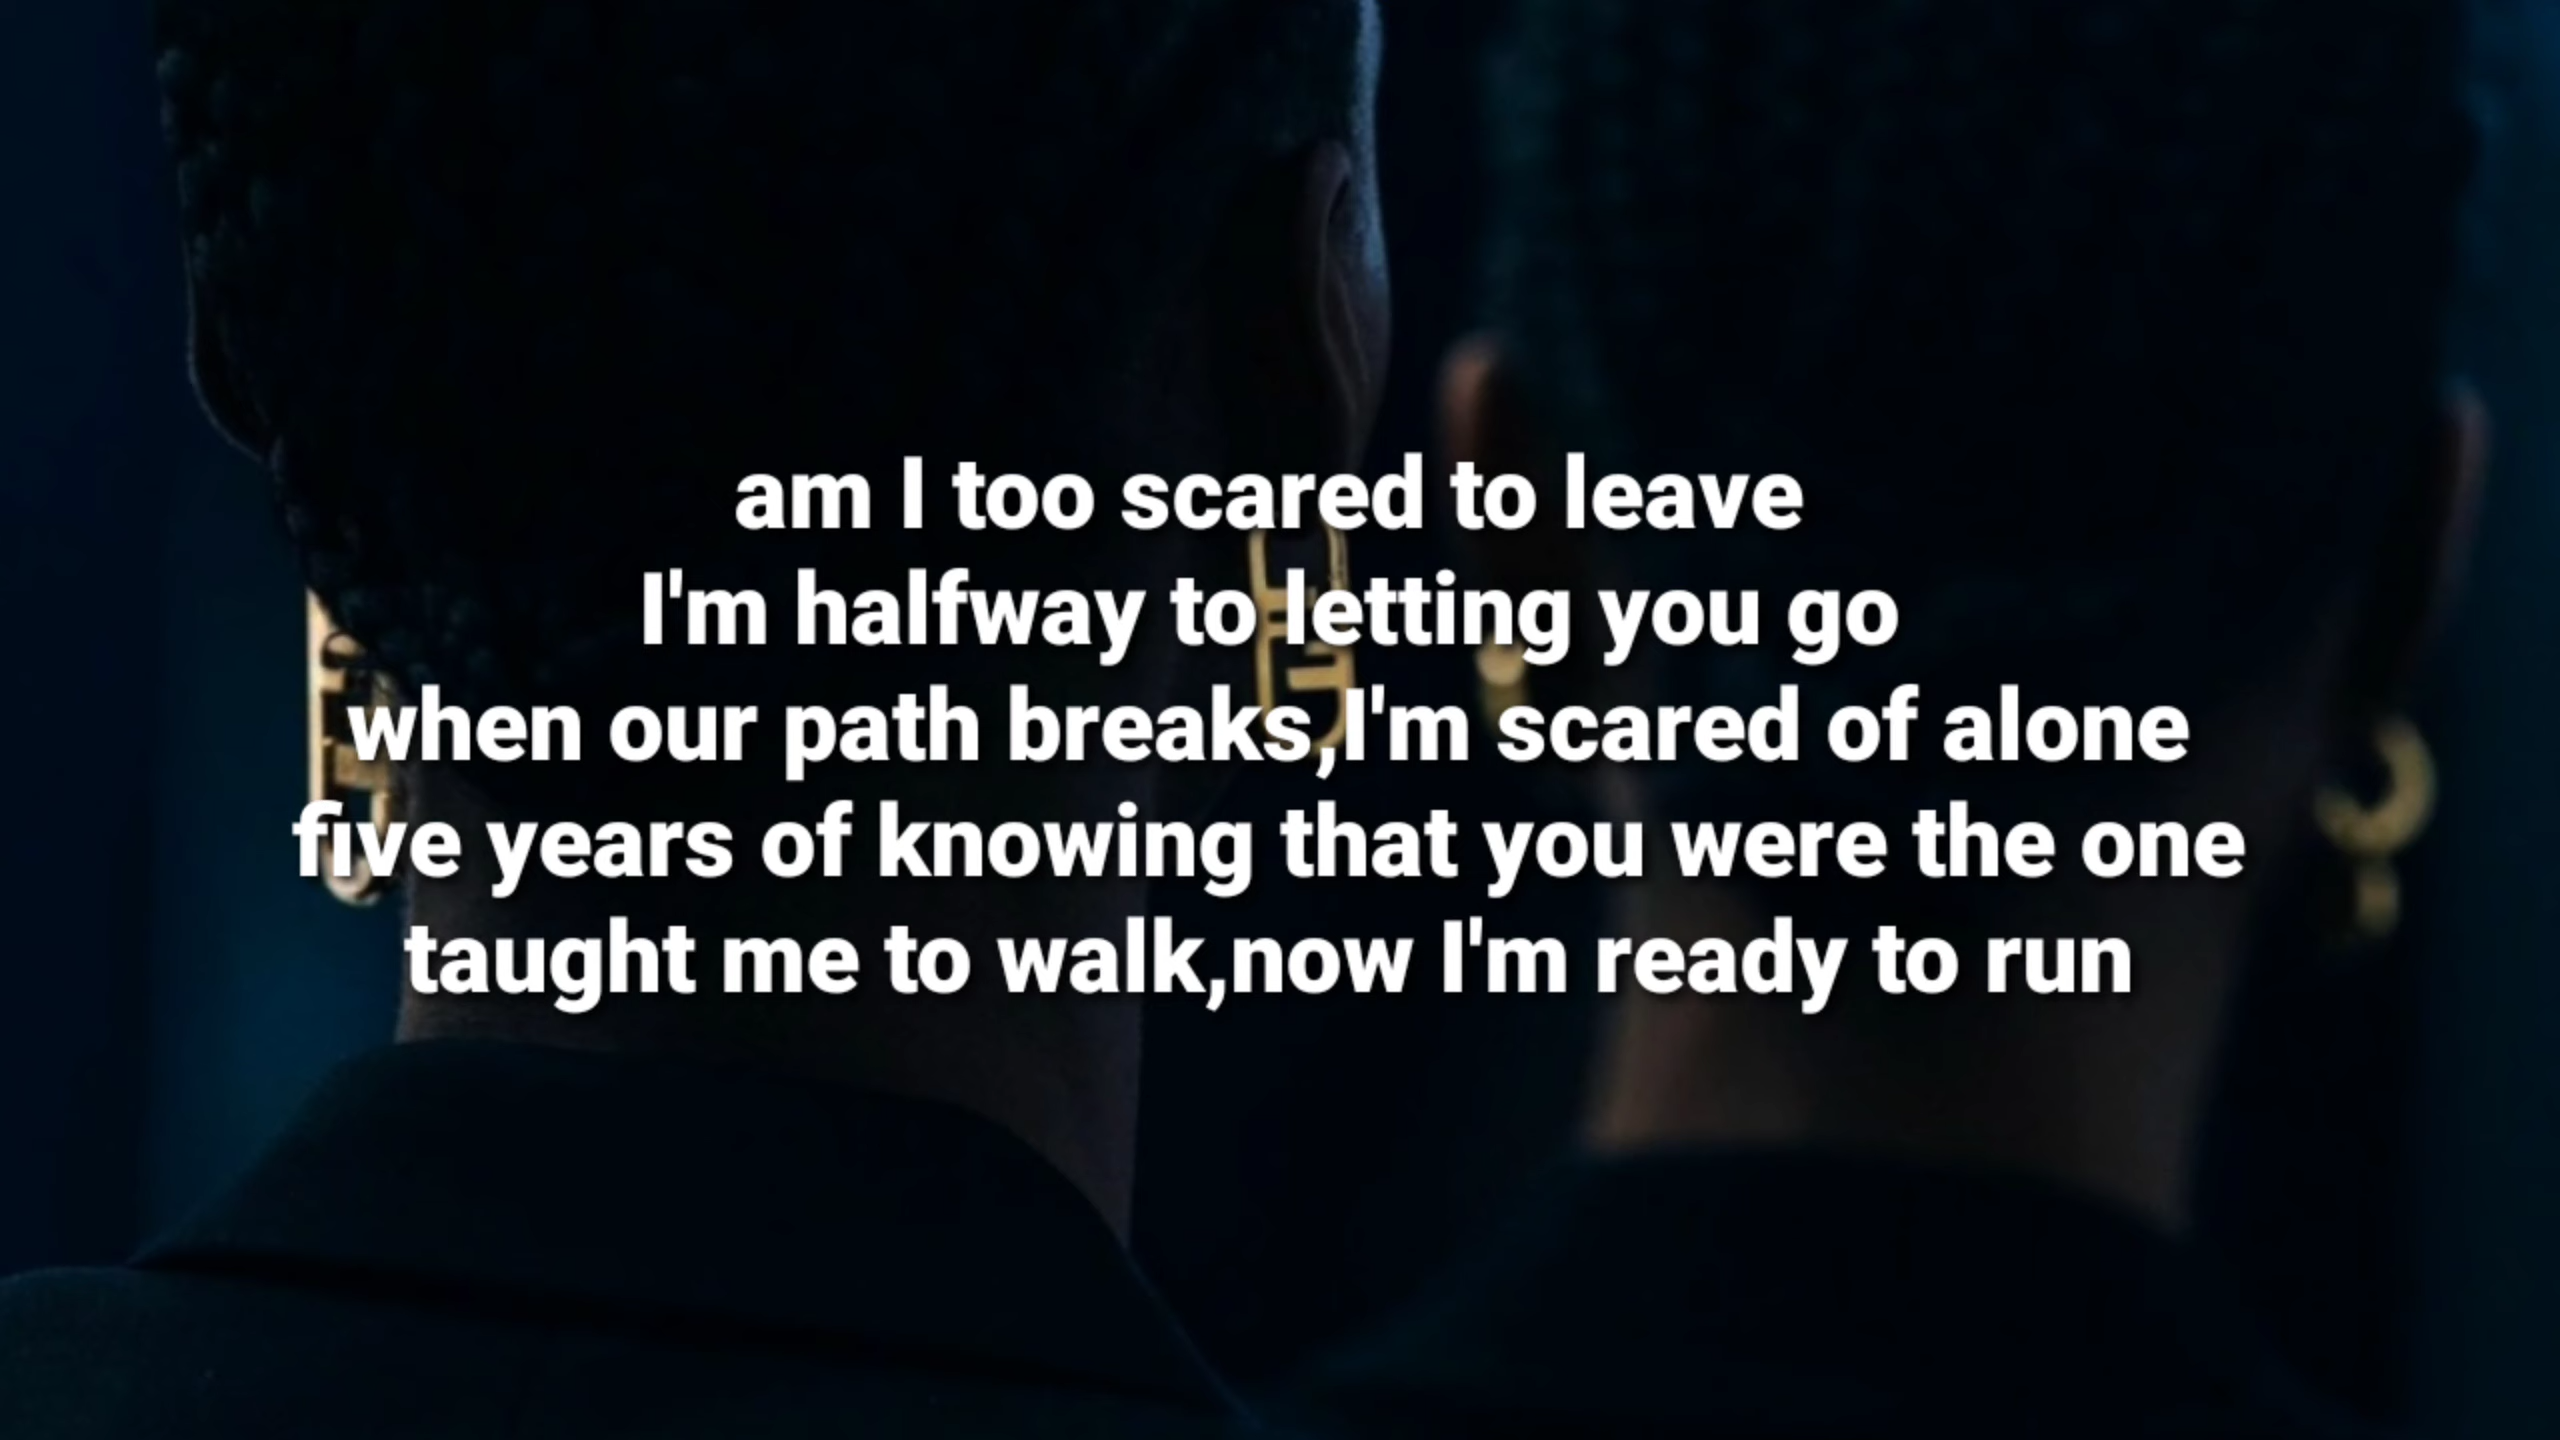 am I too scared to leave
I'm halfway to letting you go
when our path breaks,I'm scared of alone
five years of knowing that you were the one
taught me to walk,now I'm ready to run